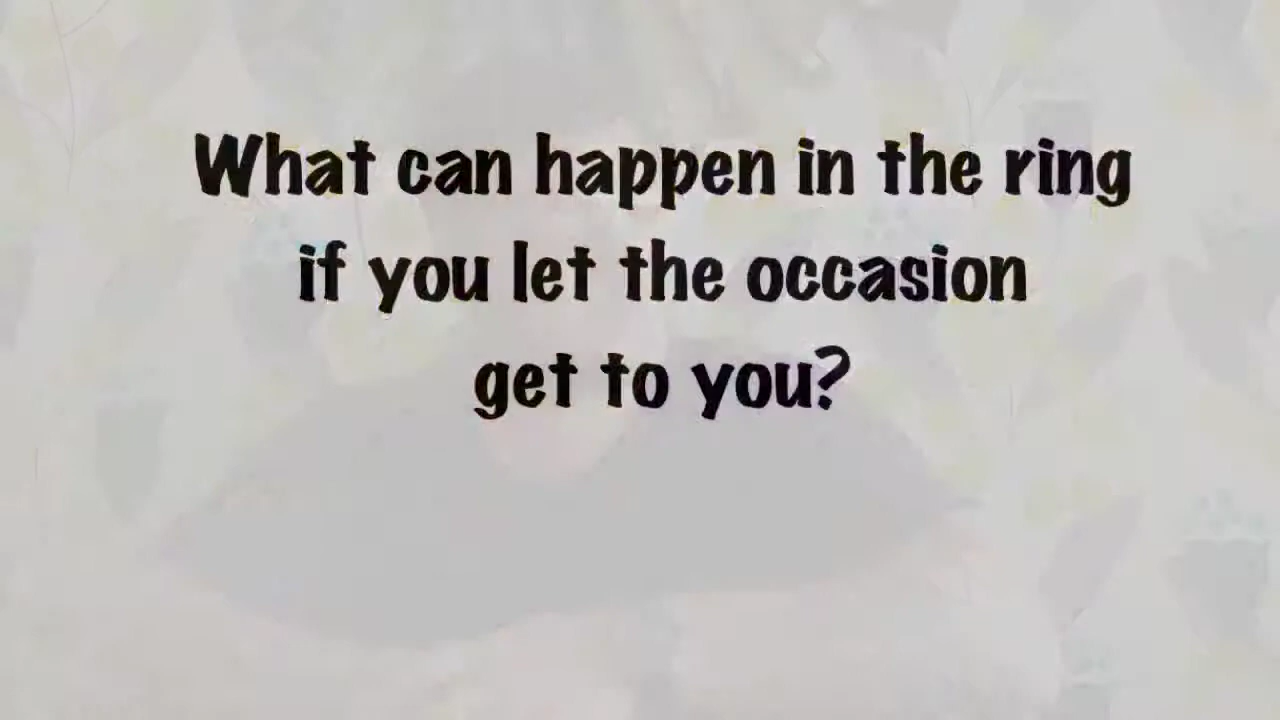 What can happen in the ring
if you let the occasion
get to you?